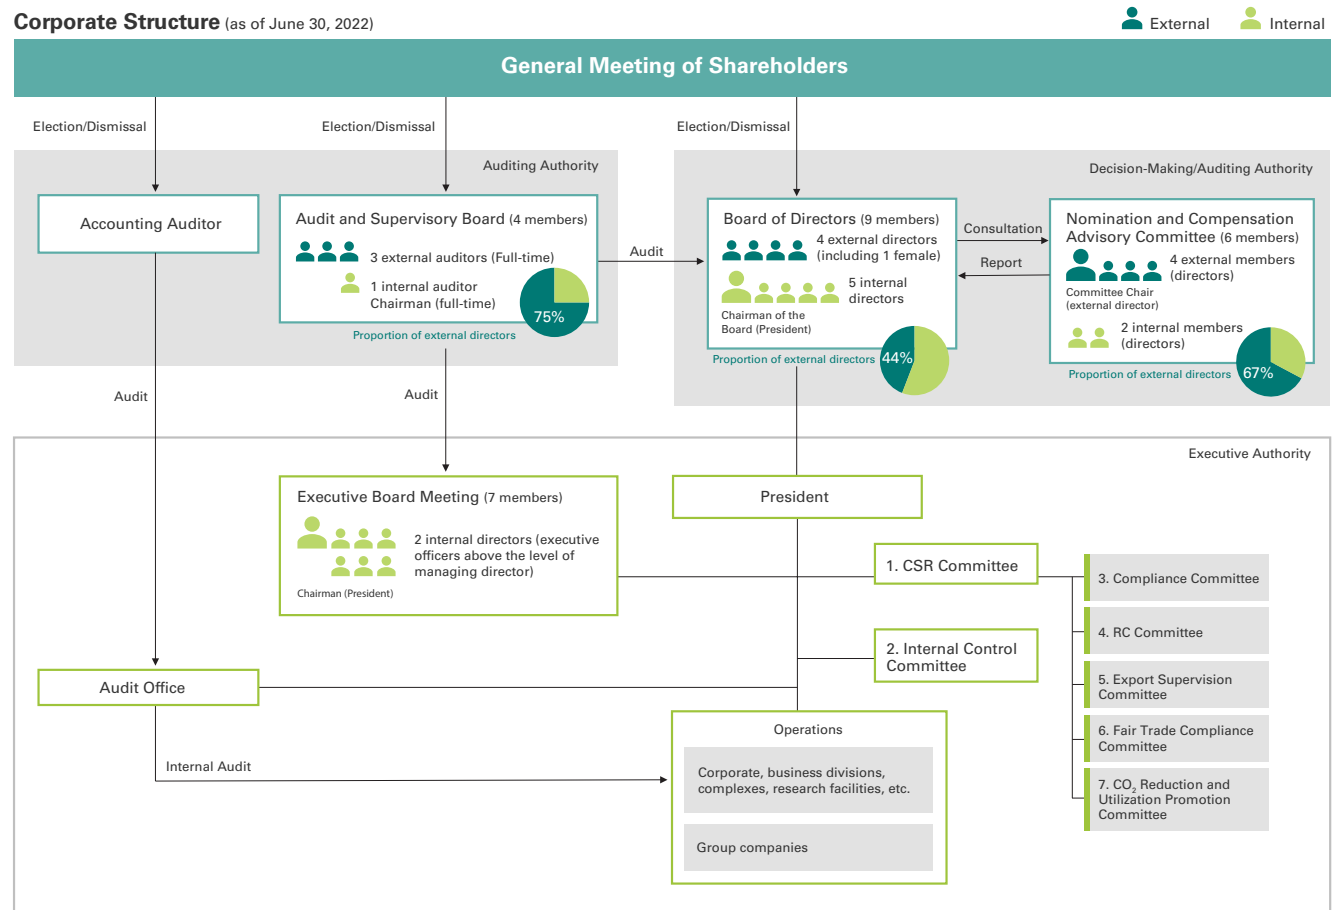 Corporate Structure (as of June 30, 2022)
External
Internal
General Meeting of Shareholders
Election/Dismissal
Election/Dismissal
Election/Dismissal
Auditing Authority
Decision-Making/Auditing Authority
Accounting Auditor
Audit and Supervisory Board (4 members)
3 external auditors (Full-time)
1 internal auditor
Chairman (full-time)
75%
Proportion of external directors
Audit
Board of Directors (9 members)
4 external directors
(including 1 female)
5 internal
directors
Chairman of the
Board (President)
Proportion of external directors
44%
Consultation
Report
Nomination and Compensation
Advisory Committee (6 members)
4 external members
(directors)
Committee Chair
(external director)
2 internal members
(directors)
Proportion of external directors
67%
Audit
Audit
Executive Authority
Executive Board Meeting (7 members)
2 internal directors (executive
officers above the level of
managing director)
Chairman (President)
President
1. CSR Committee
2. Internal Control
Committee
3. Compliance Committee
4. RC Committee
5. Export Supervision
Committee
6. Fair Trade Compliance
Committee
7. CO₂ Reduction and
Utilization Promotion
Committee
Audit Office
Internal Audit
Operations
Corporate, business divisions,
complexes, research facilities, etc.
Group companies